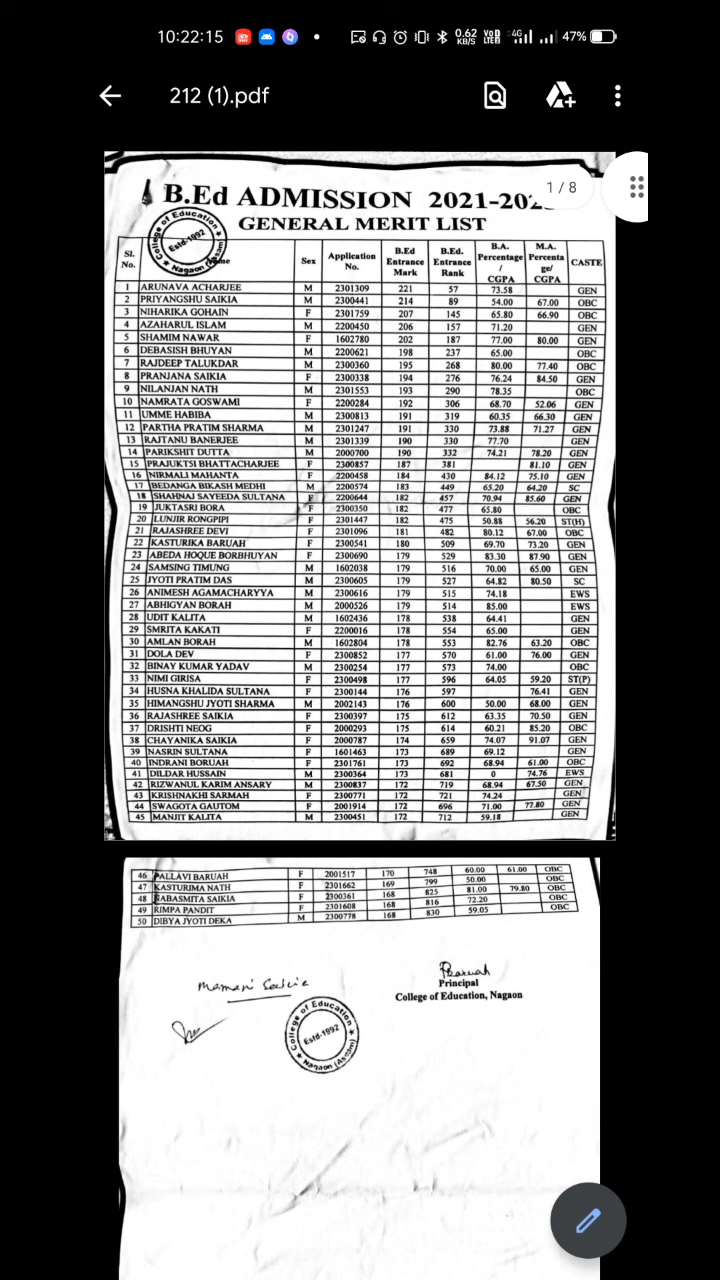 10:22:15 0.62 KB/S VoD LTE 4G 47%
212 (1).pdf
1 / 8
B.Ed ADMISSION 2021-202
GENERAL MERIT LIST
College of Education
Estd-1992
Nagaon (Assam)
Sl. No. Name Sex Application No. B.Ed Entrance Mark B.Ed. Entrance Rank B.A. Percentage / CGPA M.A. Percenta ge/ CGPA CASTE
1 ARUNAVA ACHARJEE M 2301309 221 57 73.58 GEN
2 PRIYANGSHU SAIKIA M 2300441 214 89 54.00 67.00 OBC
3 NIHARIKA GOHAIN F 2301759 207 145 65.80 66.90 OBC
4 AZAHARUL ISLAM M 2200450 206 157 71.20 GEN
5 SHAMIM NAWAR F 1602780 202 187 77.00 80.00 GEN
6 DEBASISH BHUYAN M 2200621 198 237 65.00 OBC
7 RAJDEEP TALUKDAR M 2300360 195 268 80.00 77.40 OBC
8 PRANJANA SAIKIA F 2300338 194 276 76.24 84.50 GEN
9 NILANJAN NATH M 2301553 193 290 78.35 OBC
10 NAMRATA GOSWAMI F 2200284 192 306 68.70 52.06 GEN
11 UMME HABIBA M 2300813 191 319 60.35 66.30 GEN
12 PARTHA PRATIM SHARMA M 2301247 191 330 73.88 71.27 GEN
13 RAJTANU BANERJEE M 2301339 190 330 77.70 GEN
14 PARIKSHIT DUTTA M 2000700 190 332 74.21 78.20 GEN
15 PRAJUKTSI BHATTACHARJEE F 2300857 187 381 81.10 GEN
16 NIRMALI MAHANTA F 2200458 184 430 84.12 75.10 GEN
17 BEDANGA BIKASH MEDHI M 2200574 183 449 65.20 64.20 SC
18 SHAHNAJ SAYEEDA SULTANA F 2200644 182 457 70.94 85.60 GEN
19 JUKTASRI BORA F 2300350 182 477 65.80 OBC
20 LUNJIR RONGPIPI F 2301447 182 475 50.88 56.20 ST(H)
21 RAJASHREE DEVI F 2301096 181 482 80.12 67.00 OBC
22 KASTURIKA BARUAH F 2300541 180 509 69.70 73.20 GEN
23 ABEDA HOQUE BORBHUYAN F 2300690 179 529 83.30 87.90 GEN
24 SAMSING TIMUNG M 1602038 179 516 70.00 65.00 GEN
25 JYOTI PRATIM DAS M 2300605 179 527 64.82 80.50 SC
26 ANIMESH AGAMACHARYYA M 2300616 179 515 74.18 EWS
27 ABHIGYAN BORAH M 2000526 179 514 85.00 EWS
28 UDIT KALITA M 1602436 178 538 64.41 GEN
29 SMRITA KAKATI F 2200016 178 554 65.00 GEN
30 AMLAN BORAH M 1602804 178 553 82.76 63.20 OBC
31 DOLA DEV F 2300852 177 570 61.00 76.00 GEN
32 BINAY KUMAR YADAV M 2300254 177 573 74.00 OBC
33 NIMI GIRISA F 2300498 177 596 64.05 59.20 ST(P)
34 HUSNA KHALIDA SULTANA F 2300144 176 597 76.41 GEN
35 HIMANGSHU JYOTI SHARMA M 2002143 176 600 50.00 68.00 GEN
36 RAJASHREE SAIKIA F 2300397 175 612 63.35 70.50 GEN
37 DRISHTI NEOG F 2000293 175 614 60.21 85.20 OBC
38 CHAYANIKA SAIKIA F 2000787 174 659 74.07 91.07 GEN
39 NASRIN SULTANA F 1601463 173 689 69.12 GEN
40 INDRANI BORUAH F 2301761 173 692 68.94 61.00 OBC
41 DILDAR HUSSAIN M 2300364 173 681 0 74.76 EWS
42 RIZWANUL KARIM ANSARY M 2300837 172 719 68.94 67.50 GEN
43 KRISHNAKHI SARMAH F 2300771 172 721 74.24 GEN
44 SWAGOTA GAUTOM F 2001914 172 696 71.00 77.80 GEN
45 MANJIT KALITA M 2300451 172 712 59.18 GEN
46 PALLAVI BARUAH F 2001517 170 748 60.00 61.00 OBC
47 KASTURIMA NATH F 2301662 169 799 50.00 OBC
48 NABASMITA SAIKIA F 2300361 168 825 81.00 79.80 OBC
49 RIMPA PANDIT F 2301608 168 816 72.20 OBC
50 DIBYA JYOTI DEKA M 2300778 168 830 59.05 OBC
Mamani Saikia
PBaruah
Principal
College of Education, Nagaon
College of Education
Estd-1992
Nagaon (Assam)